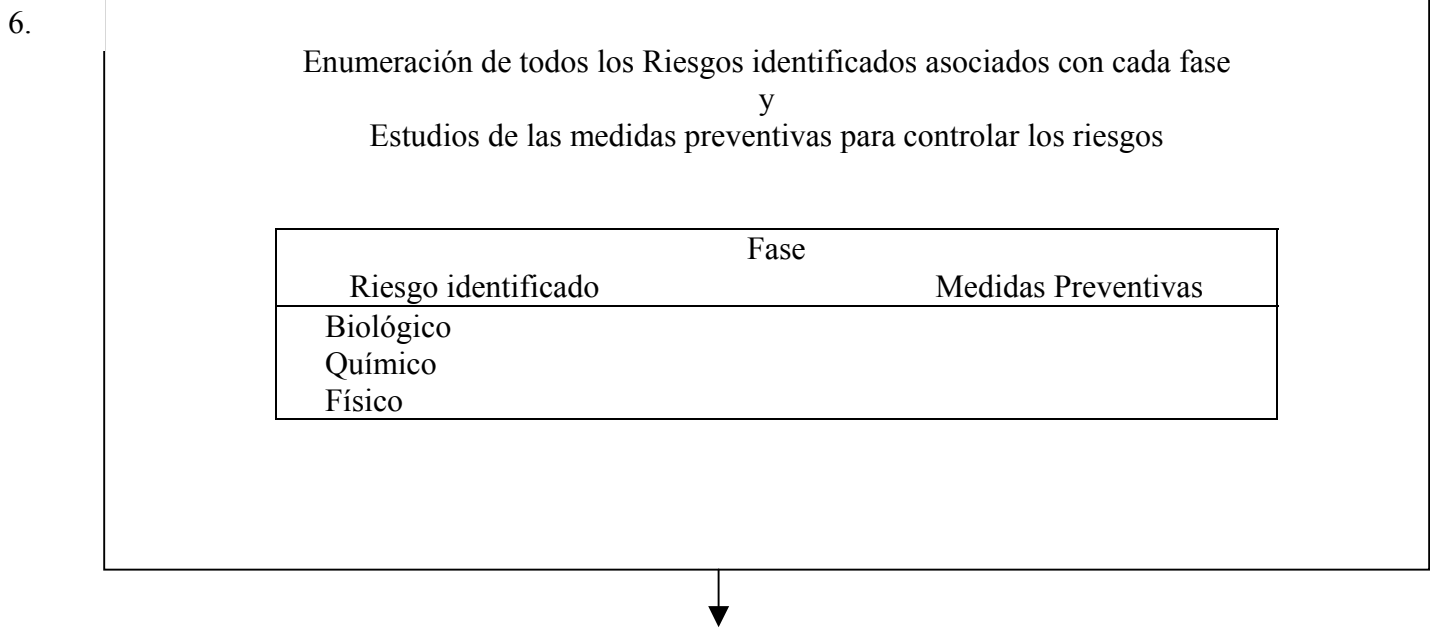 6.
Enumeración de todos los Riesgos identificados asociados con cada fase
y
Estudios de las medidas preventivas para controlar los riesgos
Fase
Riesgo identificado Medidas Preventivas
Biológico
Químico
Físico